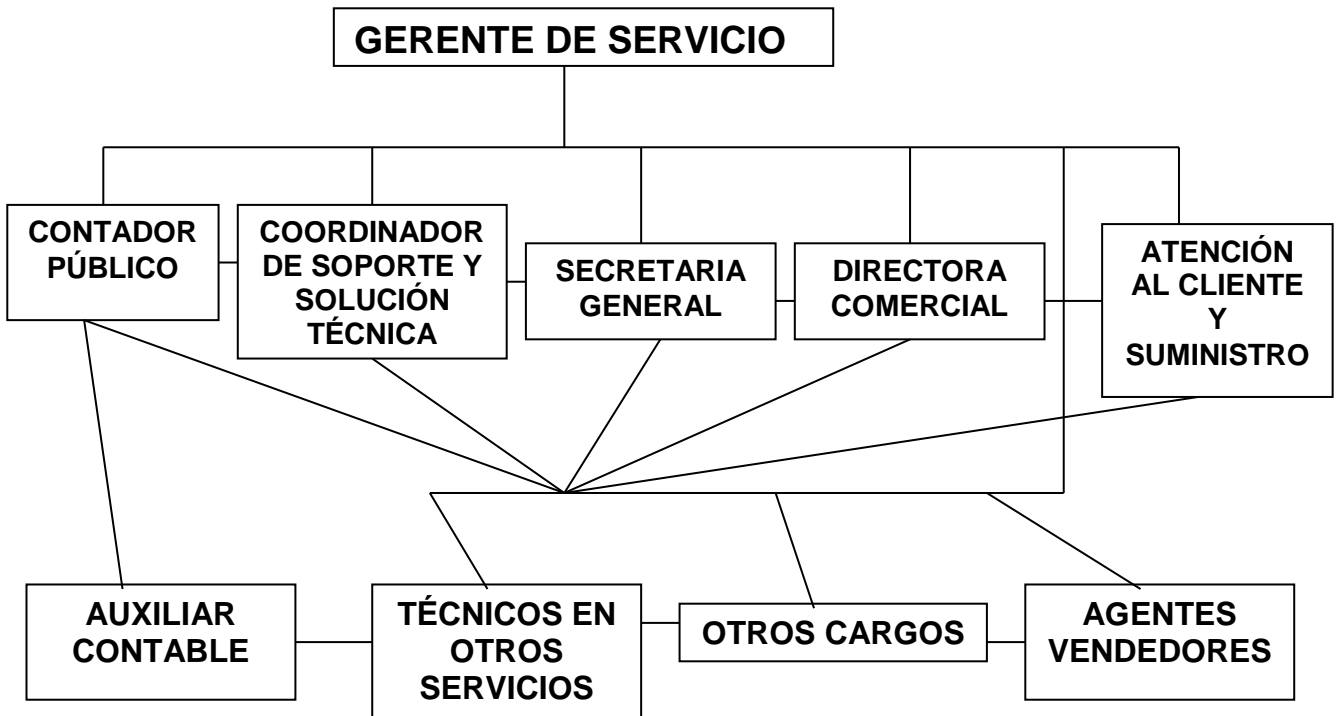 GERENTE DE SERVICIO
CONTADOR
PÚBLICO
COORDINADOR
DE SOPORTE Y
SOLUCIÓN
TÉCNICA
SECRETARIA
GENERAL
DIRECTORA
COMERCIAL
ATENCIÓN
AL CLIENTE
Y
SUMINISTRO
AUXILIAR
CONTABLE
TÉCNICOS EN
OTROS
SERVICIOS
OTROS CARGOS
AGENTES
VENDEDORES